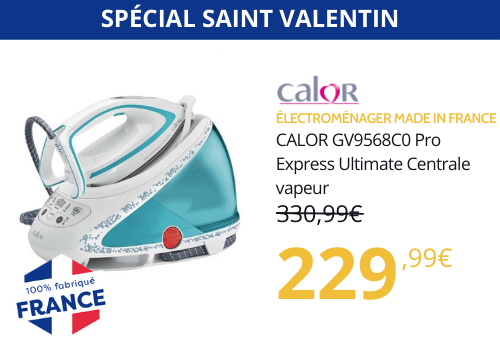 SPÉCIAL SAINT VALENTIN
calor
ÉLECTROMÉNAGER MADE IN FRANCE
CALOR GV9568C0 Pro
Express Ultimate Centrale
vapeur
330,99€
229,99€
calor
100% fabriqué
FRANCE